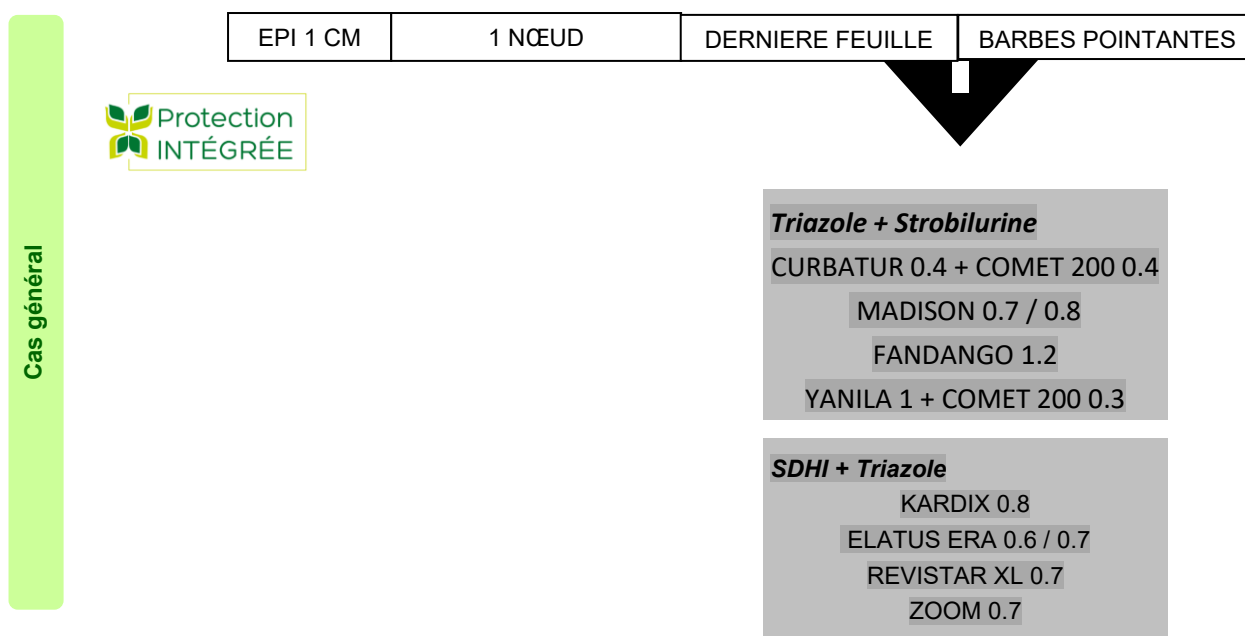 EPI 1 CM
1 NŒUD
DERNIERE FEUILLE
BARBES POINTANTES
Protection
INTÉGRÉE
Cas général
Triazole + Strobilurine
CURBATUR 0.4 + COMET 200 0.4
MADISON 0.7 / 0.8
FANDANGO 1.2
YANILA 1 + COMET 200 0.3
SDHI + Triazole
KARDIX 0.8
ELATUS ERA 0.6 / 0.7
REVISTAR XL 0.7
ZOOM 0.7